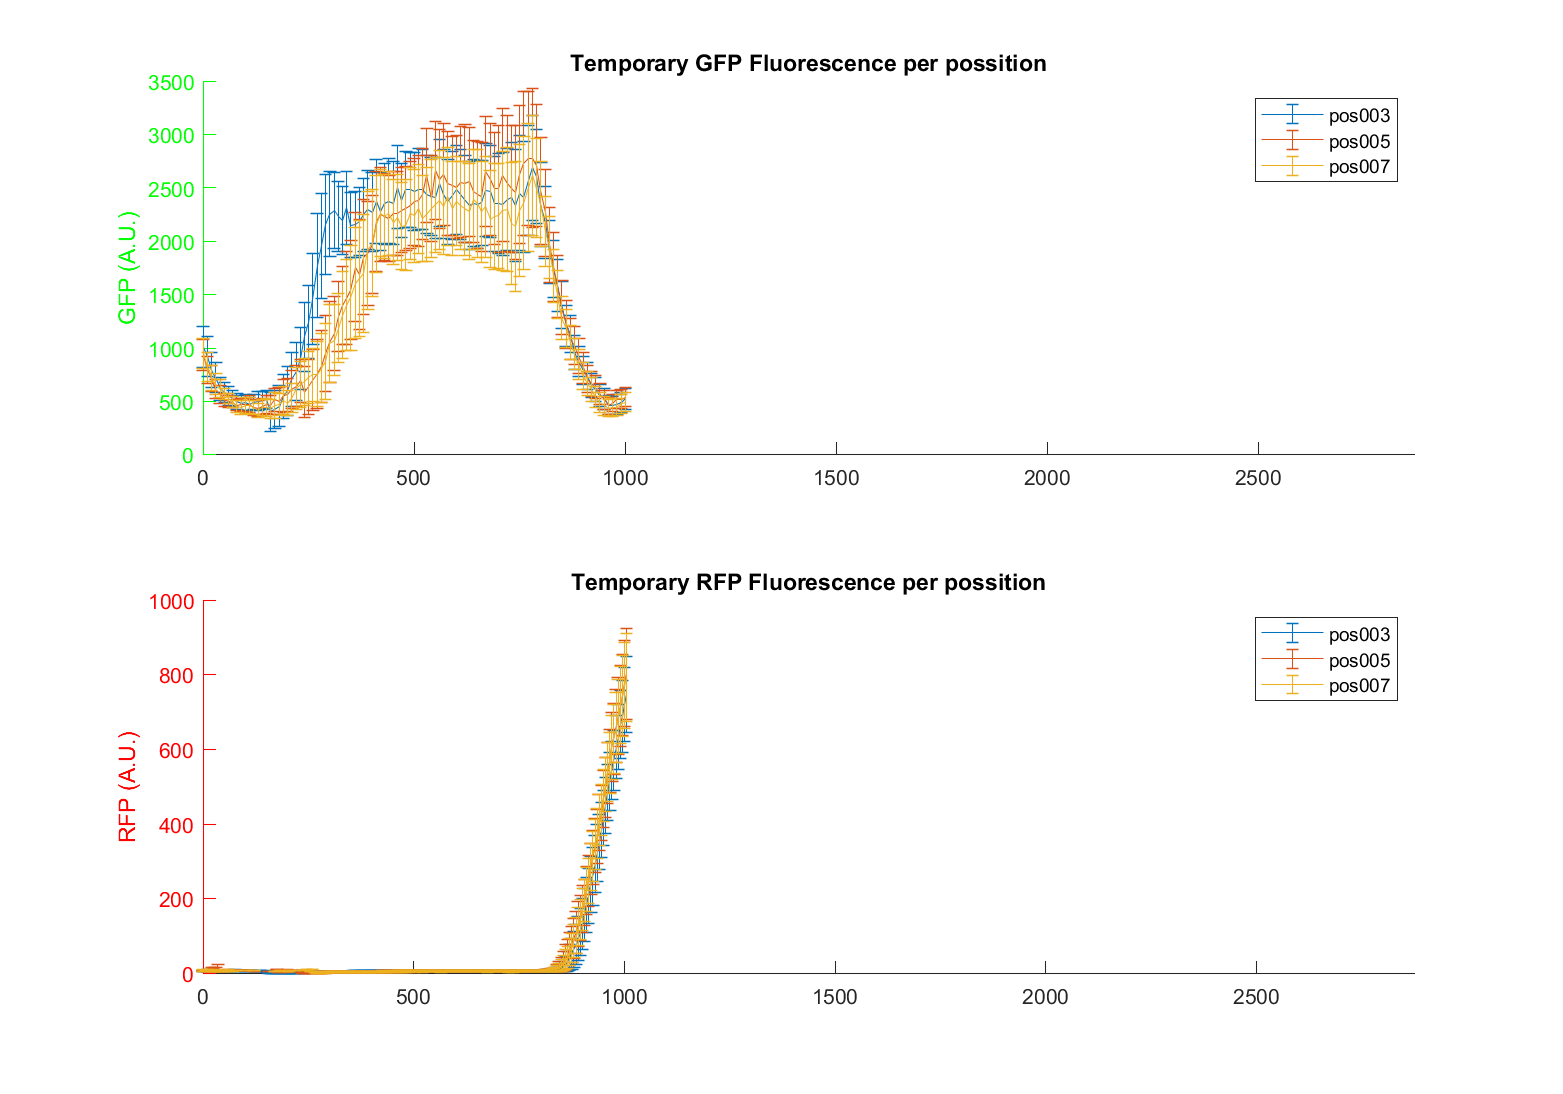 Temporary GFP Fluorescence per possition
3500
3000
2500
2000
1500
1000
500
0
GFP (A.U.)
pos003
pos005
pos007
0 500 1000 1500 2000 2500
Temporary RFP Fluorescence per possition
1000
800
600
400
200
0
RFP (A.U.)
pos003
pos005
pos007
0 500 1000 1500 2000 2500